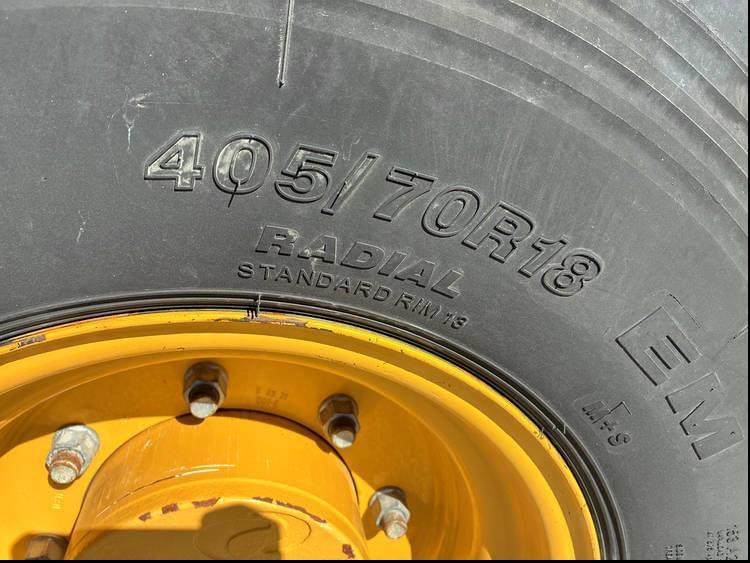 405/70R18
RADIAL
STANDARD RIM 13
EM
M+S